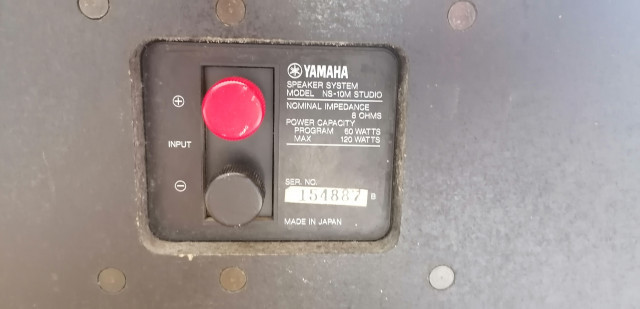 YAMAHA
SPEAKER SYSTEM
MODEL NS-10M STUDIO
NOMINAL IMPEDANCE
8 OHMS
POWER CAPACITY
PROGRAM 60 WATTS
MAX 120 WATTS
+
INPUT
−
SER. NO.
154887 B
MADE IN JAPAN